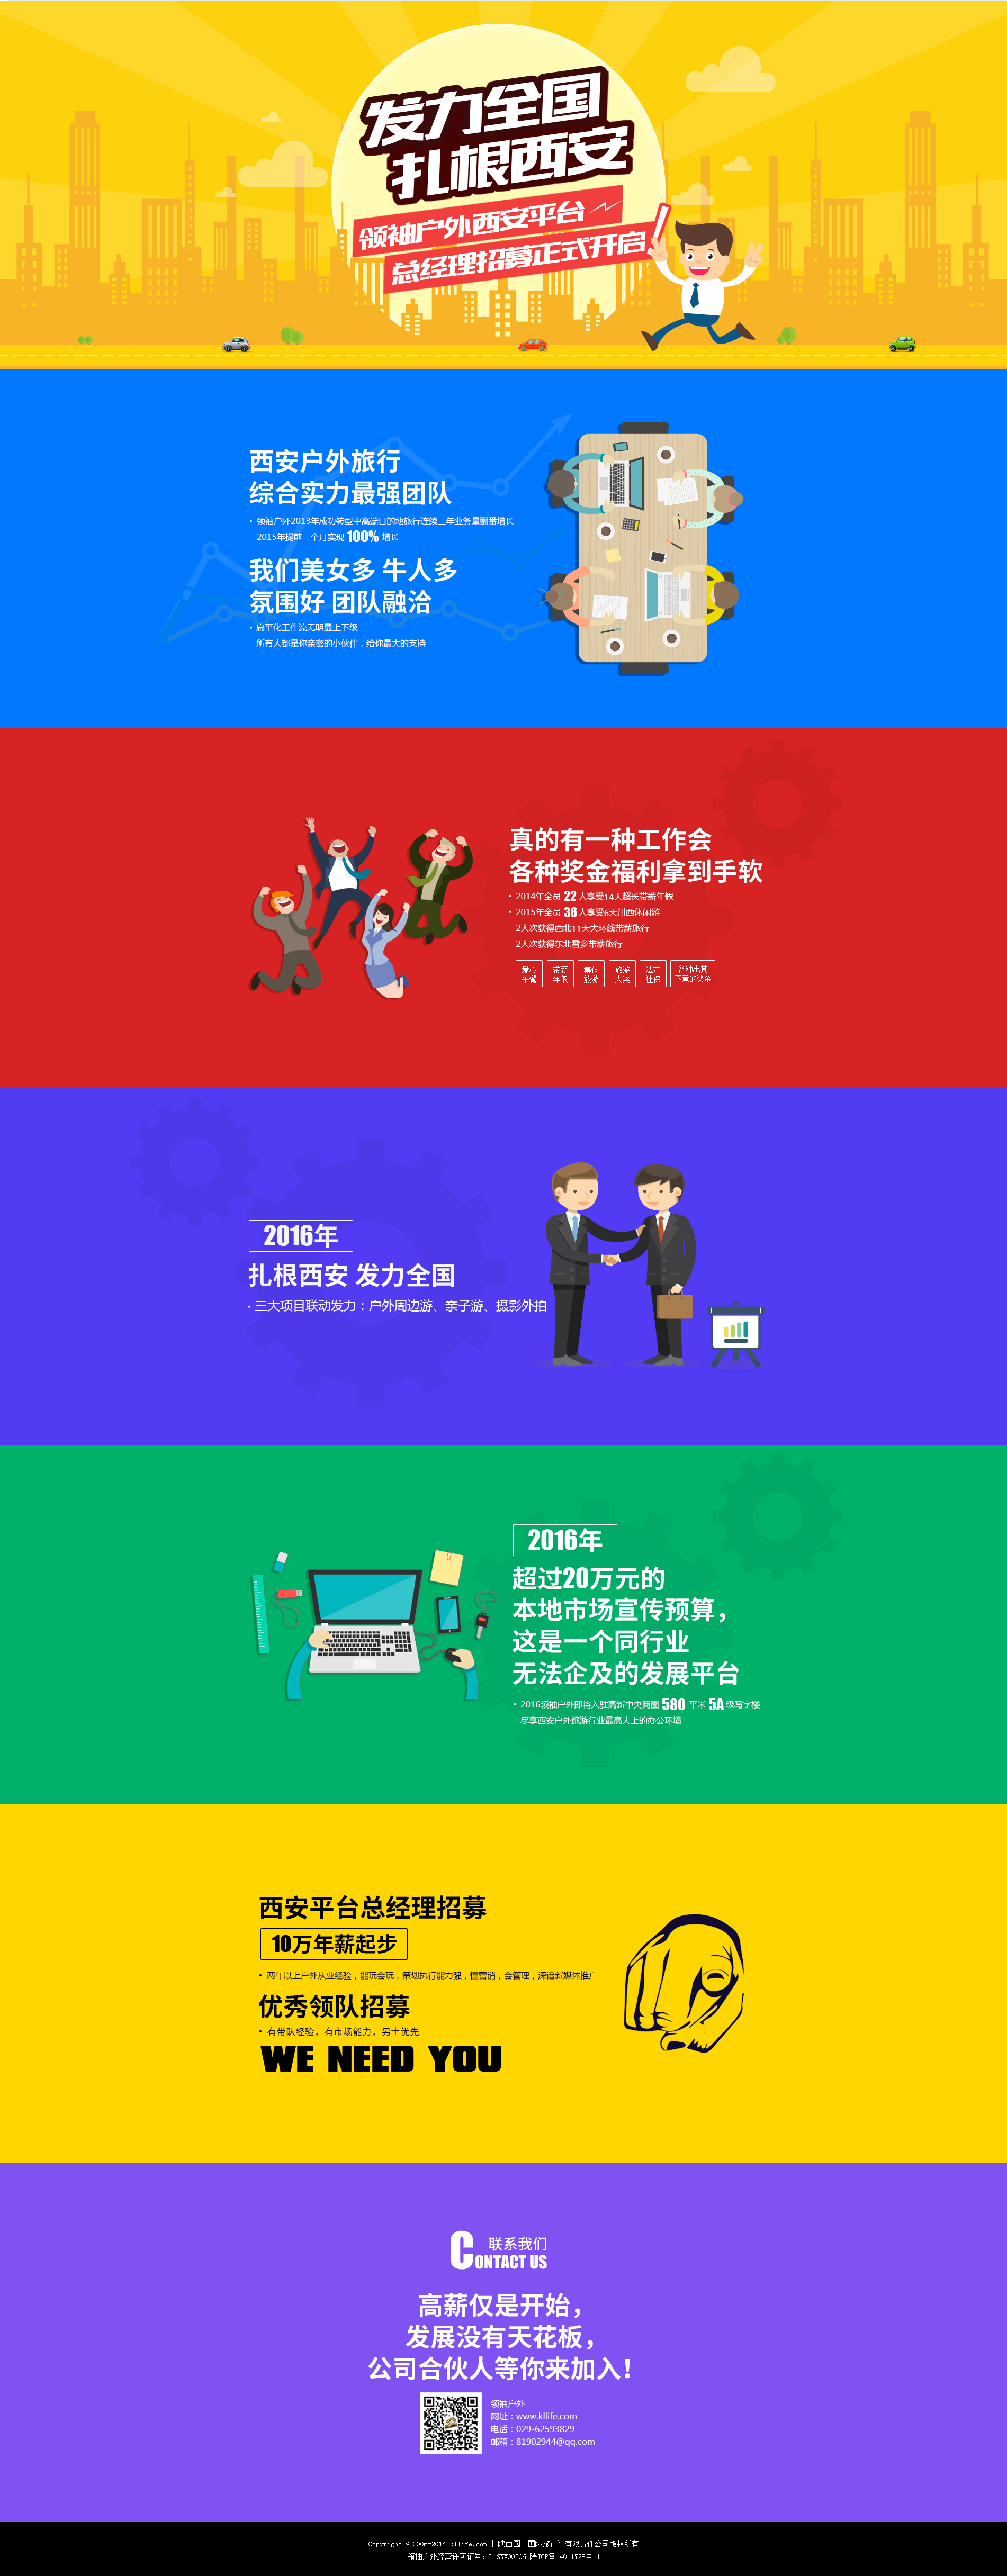 发力全国
扎根西安
领袖户外西安平台
总经理招募正式开启
西安户外旅行
综合实力最强团队
• 领袖户外2013年成功转型中高端目的地旅行连续三年业务量翻番增长
2015年提前三个月实现 100% 增长
我们美女多 牛人多
氛围好 团队融洽
• 扁平化工作流无明显上下级
所有人都是你亲密的小伙伴，给你最大的支持
真的有一种工作会
各种奖金福利拿到手软
• 2014年全员 22 人享受14天超长带薪年假
• 2015年全员 36 人享受6天川西休闲游
2人次获得西北11天大环线带薪旅行
2人次获得东北雪乡带薪旅行
爱心 带薪 集体 旅游 法定 各种出其
午餐 年假 旅游 大奖 社保 不意的奖金
2016年
扎根西安 发力全国
• 三大项目联动发力：户外周边游、亲子游、摄影外拍
2016年
超过20万元的
本地市场宣传预算，
这是一个同行业
无法企及的发展平台
• 2016领袖户外即将入驻高新中央商圈 580 平米 5A 级写字楼
尽享西安户外旅游行业最高大上的办公环境
西安平台总经理招募
10万年薪起步
• 两年以上户外从业经验，能玩会玩，策划执行能力强，懂营销，会管理，深谙新媒体推广
优秀领队招募
• 有带队经验，有市场能力，男士优先
WE NEED YOU
联系我们
CONTACT US
高薪仅是开始，
发展没有天花板，
公司合伙人等你来加入！
领袖户外
网址：www.kllife.com
电话：029-62593829
邮箱：81902944@qq.com
Copyright © 2006-2014 kllife.com | 陕西园丁国际旅行社有限责任公司版权所有
领袖户外经营许可证号：L-SNX00306 陕ICP备14011728号-1